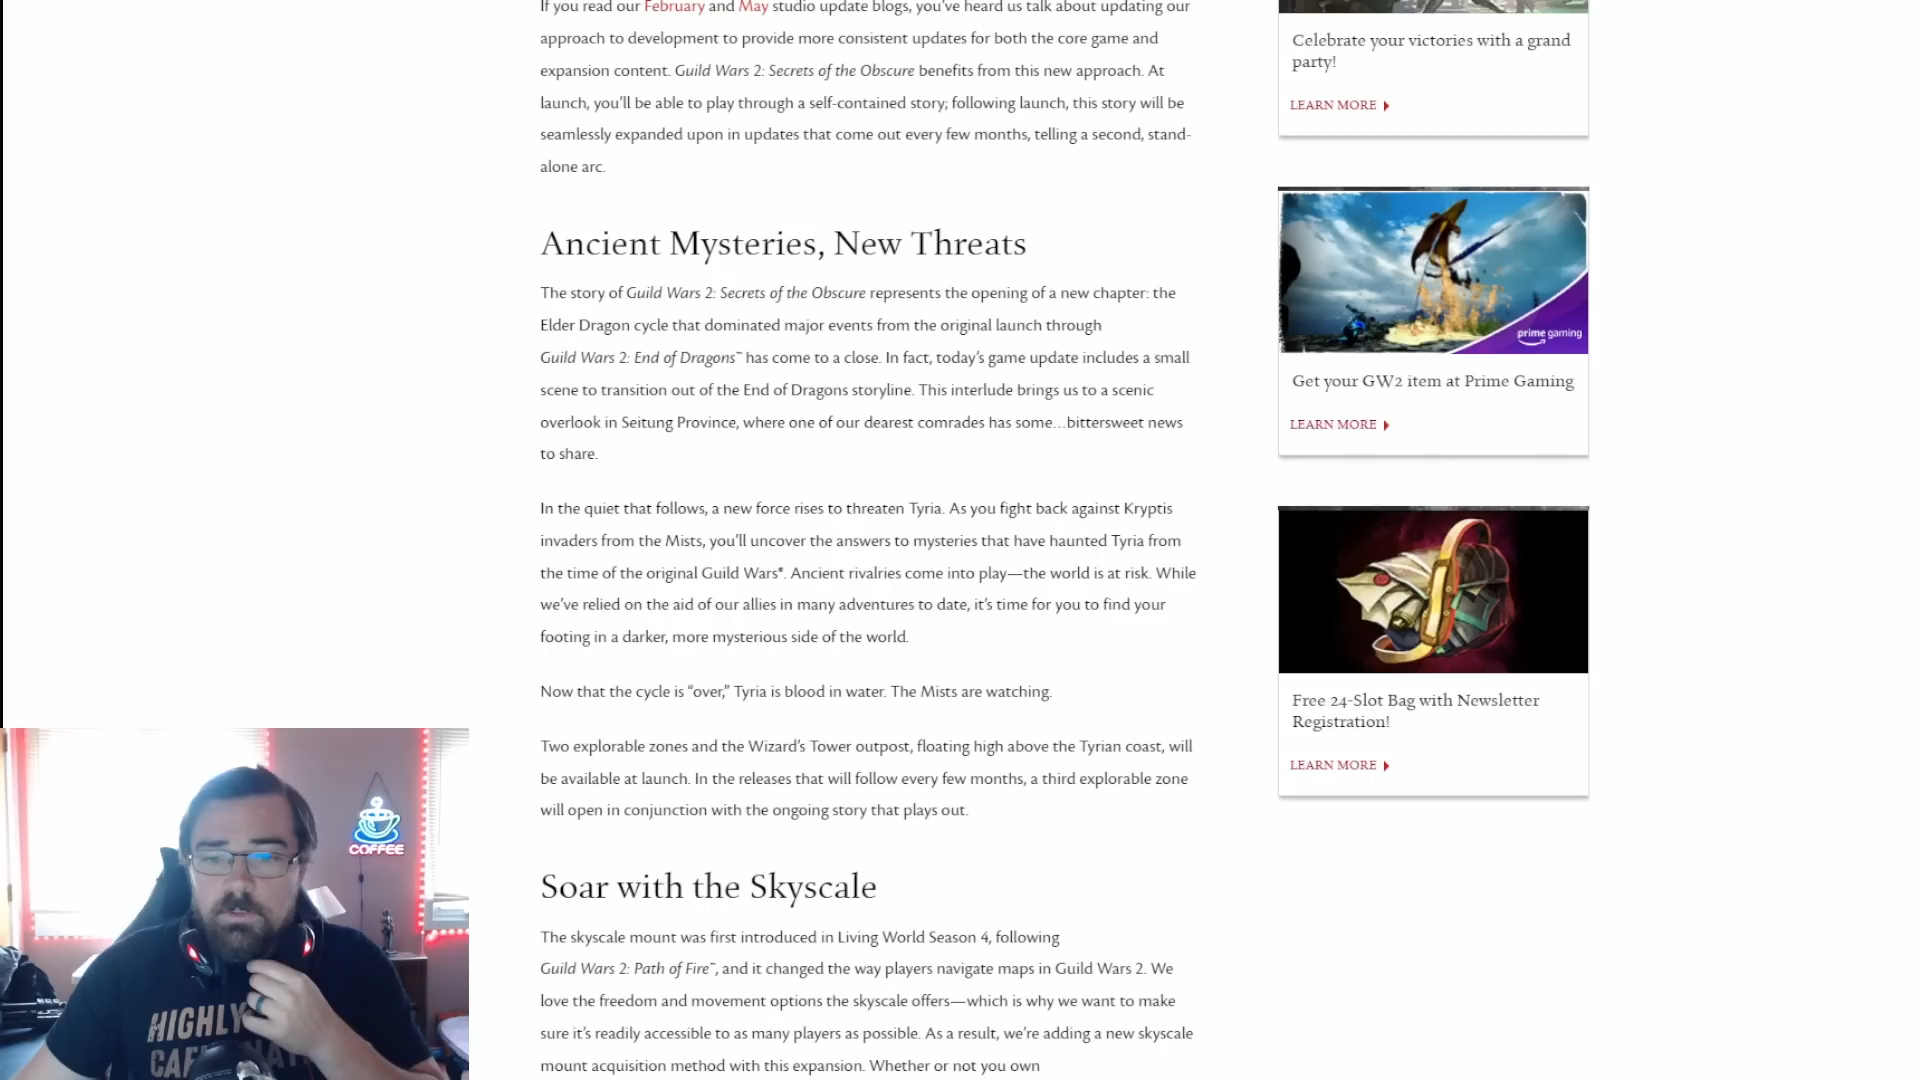 If you read our February and May studio update blogs, you’ve heard us talk about updating our
approach to development to provide more consistent updates for both the core game and
expansion content. Guild Wars 2: Secrets of the Obscure benefits from this new approach. At
launch, you’ll be able to play through a self-contained story; following launch, this story will be
seamlessly expanded upon in updates that come out every few months, telling a second, stand-
alone arc.
Ancient Mysteries, New Threats
The story of Guild Wars 2: Secrets of the Obscure represents the opening of a new chapter: the
Elder Dragon cycle that dominated major events from the original launch through
Guild Wars 2: End of Dragons™ has come to a close. In fact, today’s game update includes a small
scene to transition out of the End of Dragons storyline. This interlude brings us to a scenic
overlook in Seitung Province, where one of our dearest comrades has some…bittersweet news
to share.
In the quiet that follows, a new force rises to threaten Tyria. As you fight back against Kryptis
invaders from the Mists, you’ll uncover the answers to mysteries that have haunted Tyria from
the time of the original Guild Wars®. Ancient rivalries come into play—the world is at risk. While
we’ve relied on the aid of our allies in many adventures to date, it’s time for you to find your
footing in a darker, more mysterious side of the world.
Now that the cycle is “over,” Tyria is blood in water. The Mists are watching.
Two explorable zones and the Wizard’s Tower outpost, floating high above the Tyrian coast, will
be available at launch. In the releases that will follow every few months, a third explorable zone
will open in conjunction with the ongoing story that plays out.
Soar with the Skyscale
The skyscale mount was first introduced in Living World Season 4, following
Guild Wars 2: Path of Fire™, and it changed the way players navigate maps in Guild Wars 2. We
love the freedom and movement options the skyscale offers—which is why we want to make
sure it’s readily accessible to as many players as possible. As a result, we’re adding a new skyscale
mount acquisition method with this expansion. Whether or not you own
Celebrate your victories with a grand
party!
LEARN MORE
prime gaming
Get your GW2 item at Prime Gaming
LEARN MORE
Free 24-Slot Bag with Newsletter
Registration!
LEARN MORE
COFFEE
HIGHLY